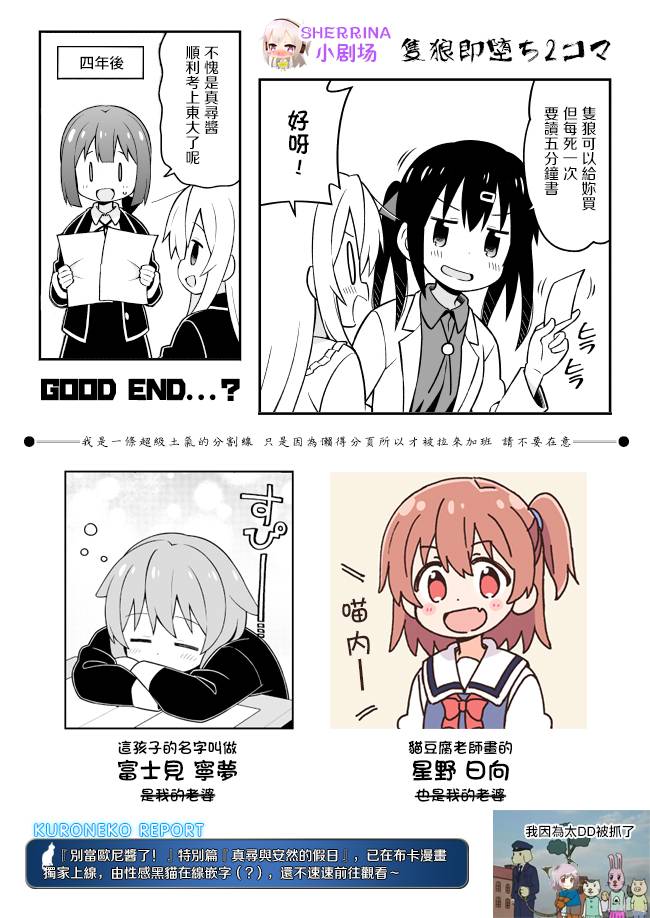 SHERRINA
小剧场
隻狼即堕ち2コマ
隻狼可以給妳買
但每死一次
要讀五分鐘書
好呀！
ヒラ
ヒラ
四年後
不愧是真尋醬
順利考上東大了呢
GOOD END...？
我是一條超級土氣的分割線 只是因為懶得分頁所以才被拉來加班 請不要在意
すぴー
這孩子的名字叫做
富士見 寧夢
是我的老婆
喵內ー
貓豆腐老師畫的
星野 日向
也是我的老婆
KURONEKO REPORT
『別當歐尼醬了！』特別篇『真尋與安然的假日』，已在布卡漫畫
獨家上線，由性感黑貓在線嵌字（？），還不速速前往觀看～
我因為太DD被抓了